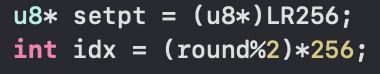 u8* setpt = (u8*)LR256;
int idx = (round%2)*256;